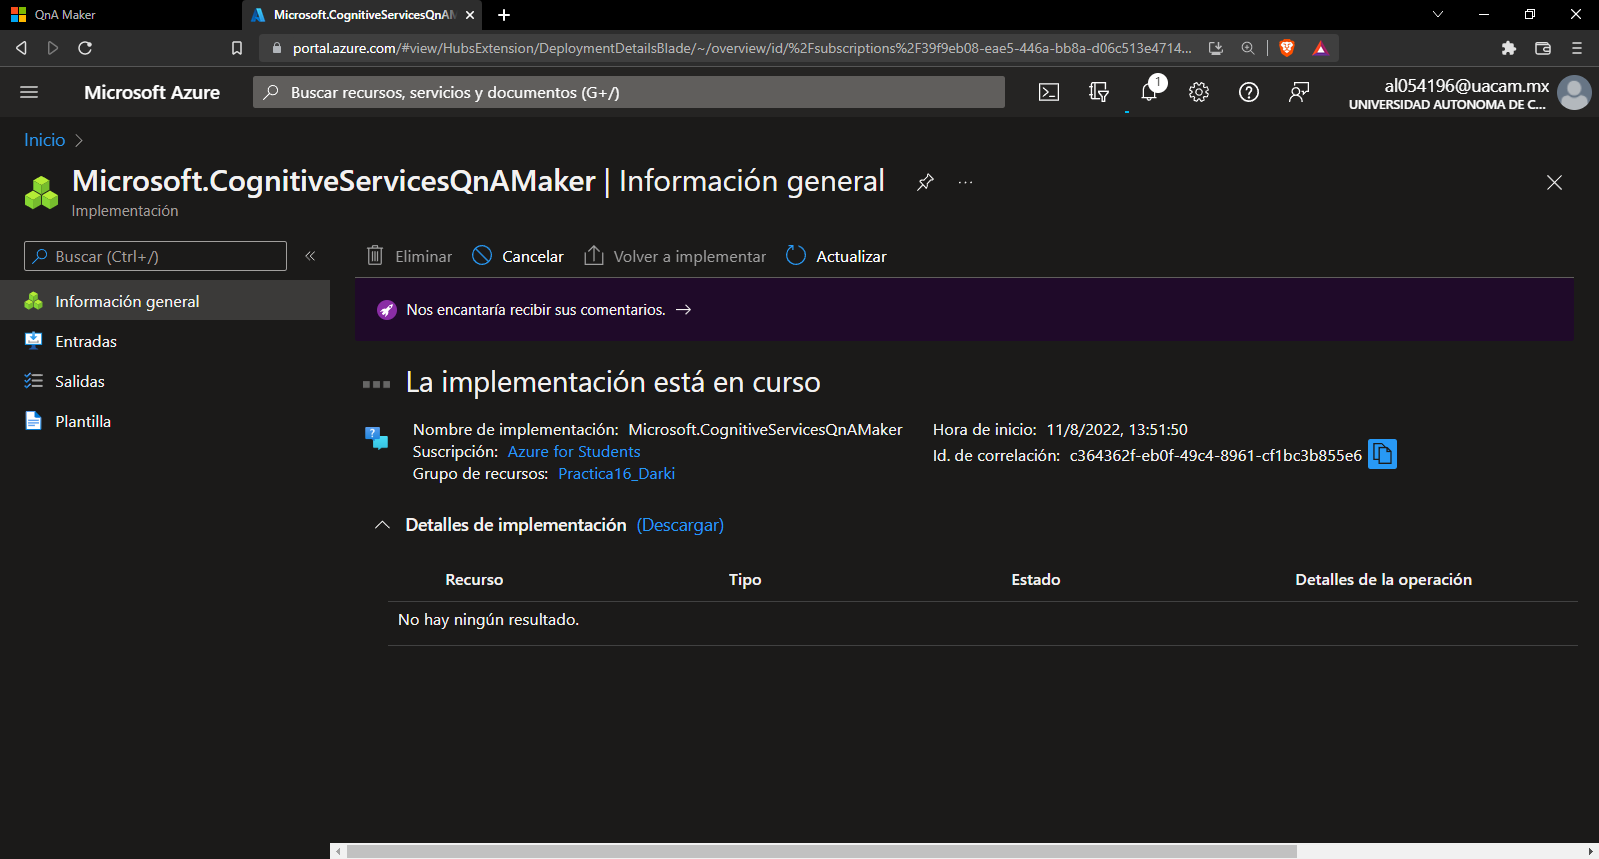 QnA Maker
Microsoft.CognitiveServicesQnAM
portal.azure.com/#view/HubsExtension/DeploymentDetailsBlade/~/overview/id/%2Fsubscriptions%2F39f9eb08-eae5-446a-bb8a-d06c513e4714...
Microsoft Azure
Buscar recursos, servicios y documentos (G+/)
1
al054196@uacam.mx
UNIVERSIDAD AUTONOMA DE C...
Inicio
Microsoft.CognitiveServicesQnAMaker | Información general
...
Implementación
Buscar (Ctrl+/)
«
Eliminar
Cancelar
Volver a implementar
Actualizar
Información general
Entradas
Salidas
Plantilla
Nos encantaría recibir sus comentarios. →
La implementación está en curso
Nombre de implementación: Microsoft.CognitiveServicesQnAMaker
Suscripción: Azure for Students
Grupo de recursos: Practica16_Darki
Hora de inicio: 11/8/2022, 13:51:50
Id. de correlación: c364362f-eb0f-49c4-8961-cf1bc3b855e6
Detalles de implementación (Descargar)
Recurso Tipo Estado Detalles de la operación
No hay ningún resultado.